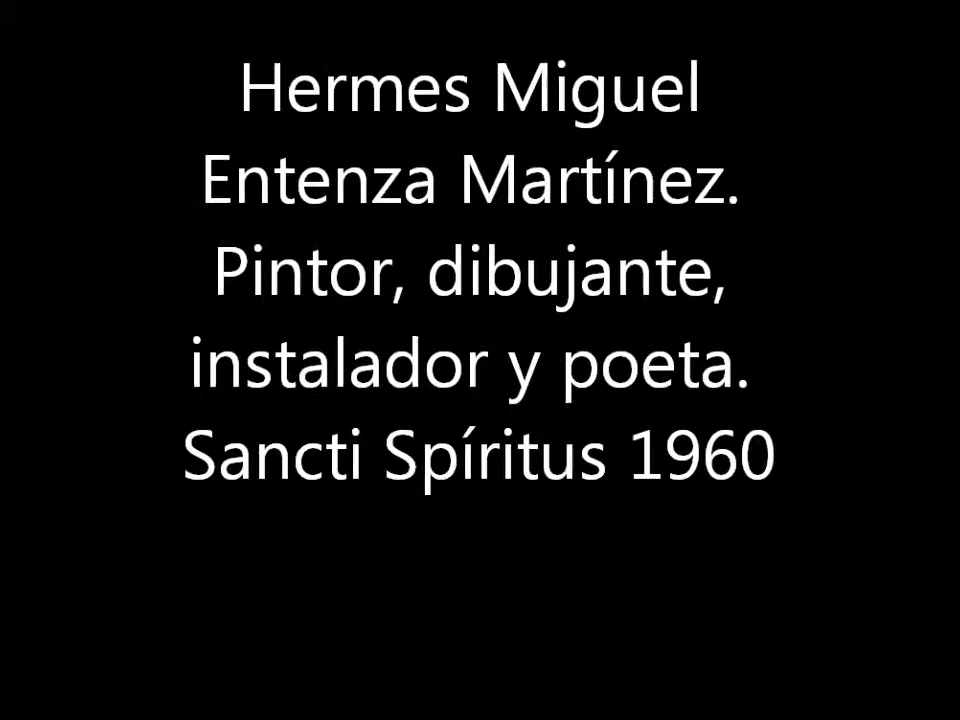 Hermes Miguel
Entenza Martínez.
Pintor, dibujante,
instalador y poeta.
Sancti Spíritus 1960